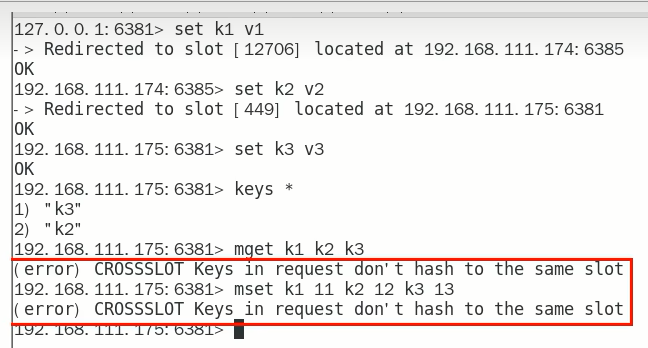 127.0.0.1:6381> set k1 v1
-> Redirected to slot [12706] located at 192.168.111.174:6385
OK
192.168.111.174:6385> set k2 v2
-> Redirected to slot [449] located at 192.168.111.175:6381
OK
192.168.111.175:6381> set k3 v3
OK
192.168.111.175:6381> keys *
1) "k3"
2) "k2"
192.168.111.175:6381> mget k1 k2 k3
(error) CROSSSLOT Keys in request don't hash to the same slot
192.168.111.175:6381> mset k1 11 k2 12 k3 13
(error) CROSSSLOT Keys in request don't hash to the same slot
192.168.111.175:6381>